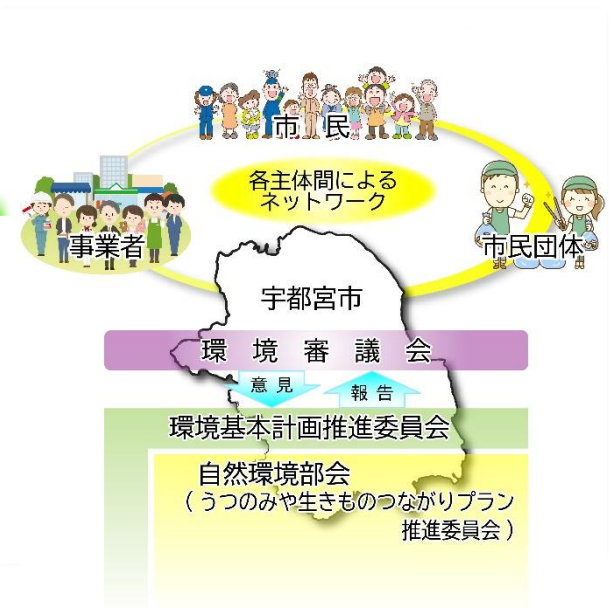 市民
各主体間による
ネットワーク
事業者
市民団体
宇都宮市
環境審議会
意見
報告
環境基本計画推進委員会
自然環境部会
（うつのみや生きものつながりプラン
推進委員会）